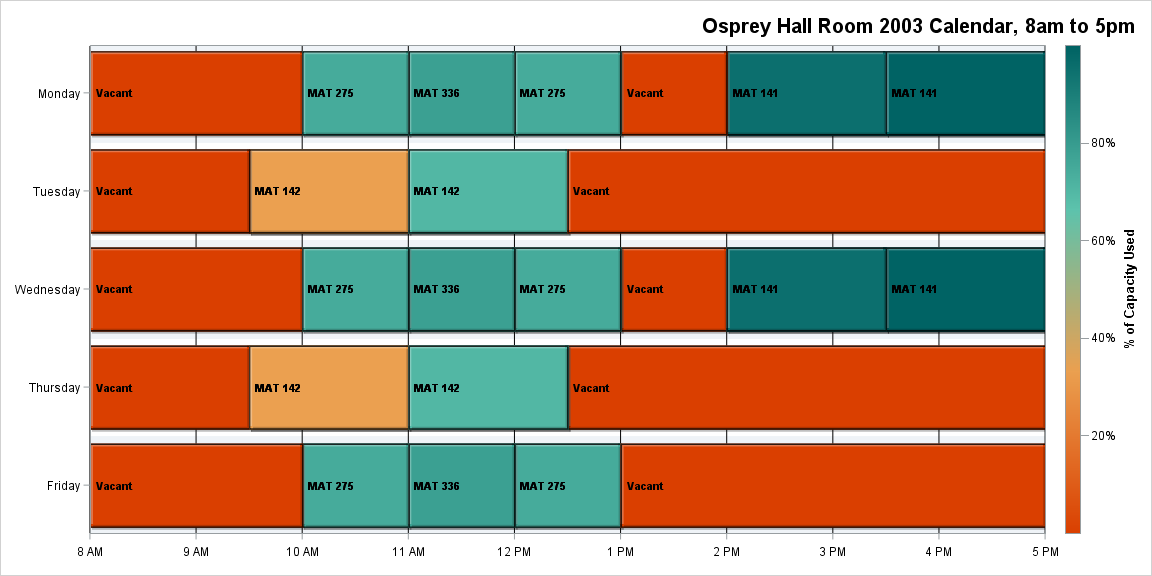 Osprey Hall Room 2003 Calendar, 8am to 5pm
Monday Vacant MAT 275 MAT 336 MAT 275 Vacant MAT 141 MAT 141
Tuesday Vacant MAT 142 MAT 142 Vacant
Wednesday Vacant MAT 275 MAT 336 MAT 275 Vacant MAT 141 MAT 141
Thursday Vacant MAT 142 MAT 142 Vacant
Friday Vacant MAT 275 MAT 336 MAT 275 Vacant
8 AM 9 AM 10 AM 11 AM 12 PM 1 PM 2 PM 3 PM 4 PM 5 PM
80%
60%
40%
20%
% of Capacity Used